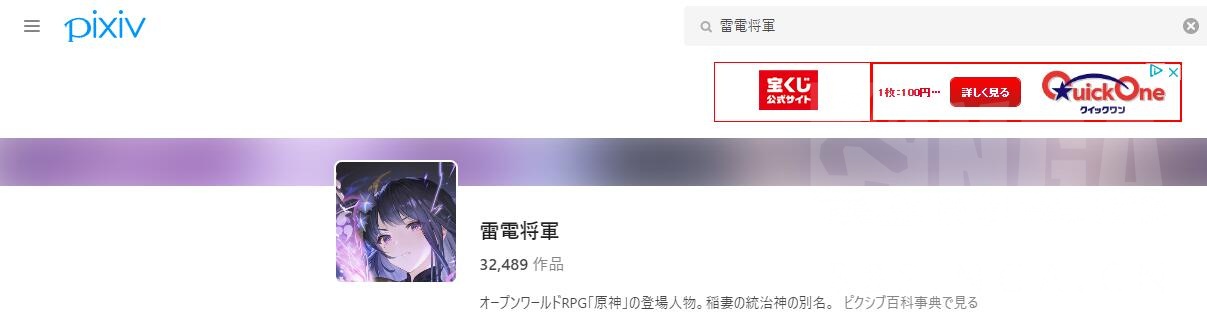 pixiv
雷電将軍
宝くじ
公式サイト
1枚:100円…
詳しく見る
QuickOne
クイックワン
NGA
雷電将軍
32,489 作品
オープンワールドRPG「原神」の登場人物。稲妻の統治神の別名。 ピクシブ百科事典で見る